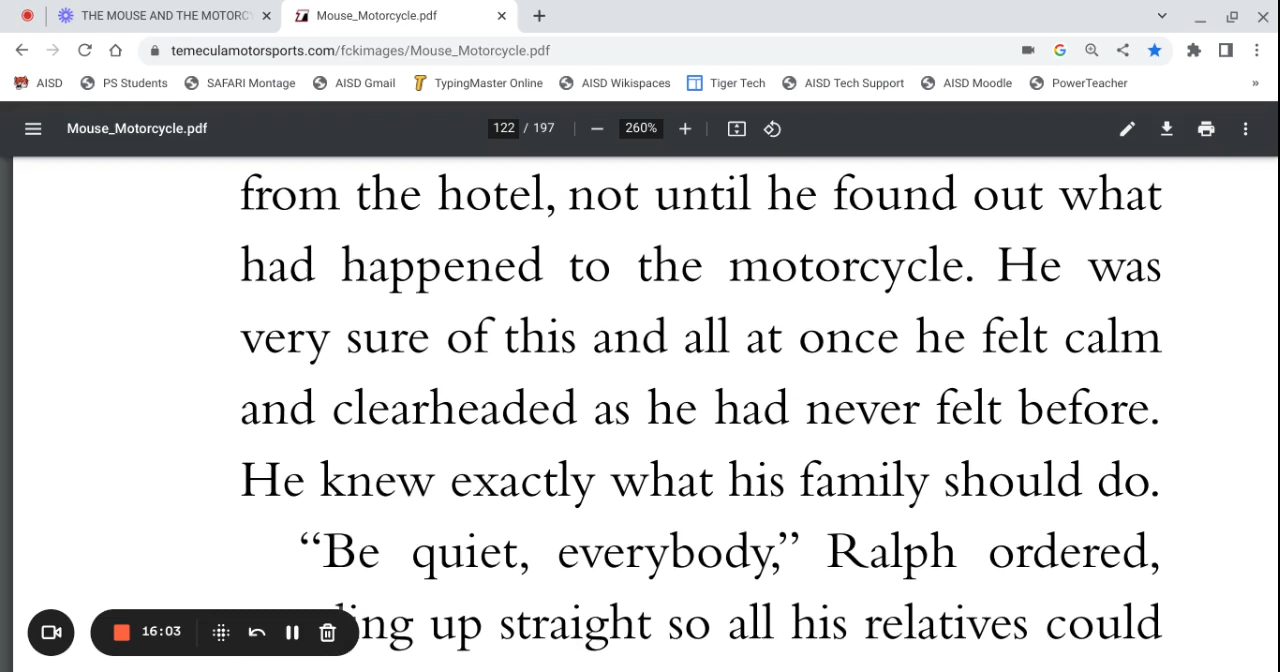 THE MOUSE AND THE MOTORC
Mouse_Motorcycle.pdf
temeculamotorsports.com/fckimages/Mouse_Motorcycle.pdf
AISD PS Students SAFARI Montage AISD Gmail TypingMaster Online AISD Wikispaces Tiger Tech AISD Tech Support AISD Moodle PowerTeacher »
Mouse_Motorcycle.pdf 122 / 197 260%
from the hotel, not until he found out what
had happened to the motorcycle. He was
very sure of this and all at once he felt calm
and clearheaded as he had never felt before.
He knew exactly what his family should do.
“Be quiet, everybody,” Ralph ordered,
ing up straight so all his relatives could
16:03